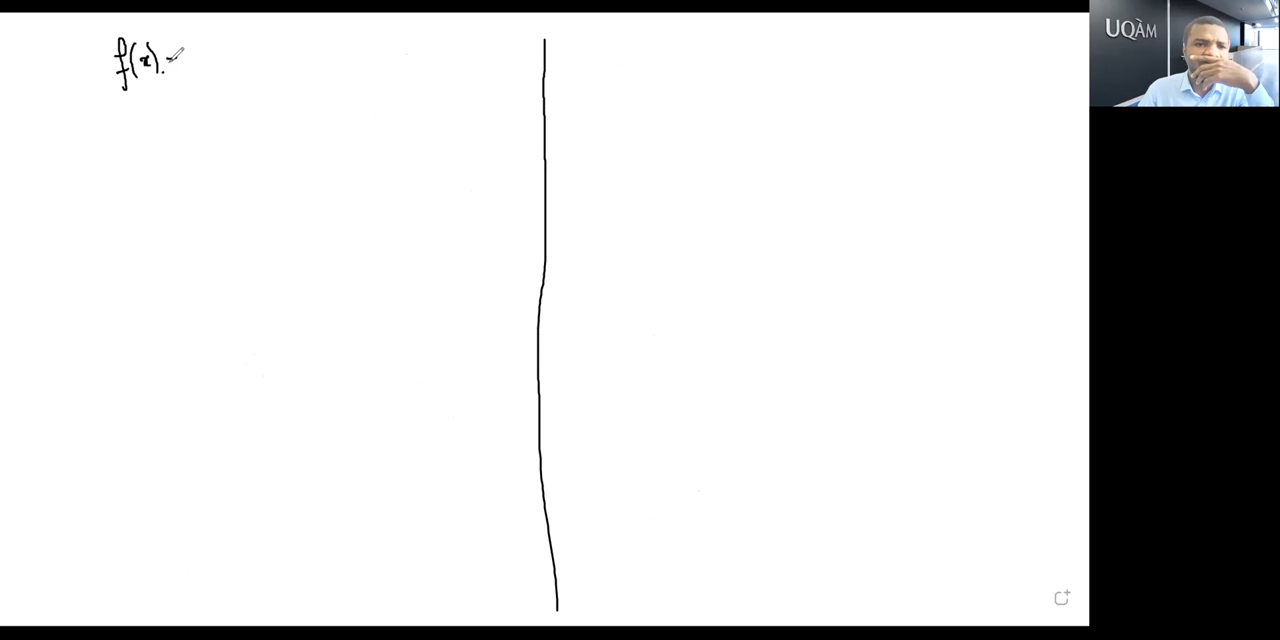 f(x) =
UQÀM